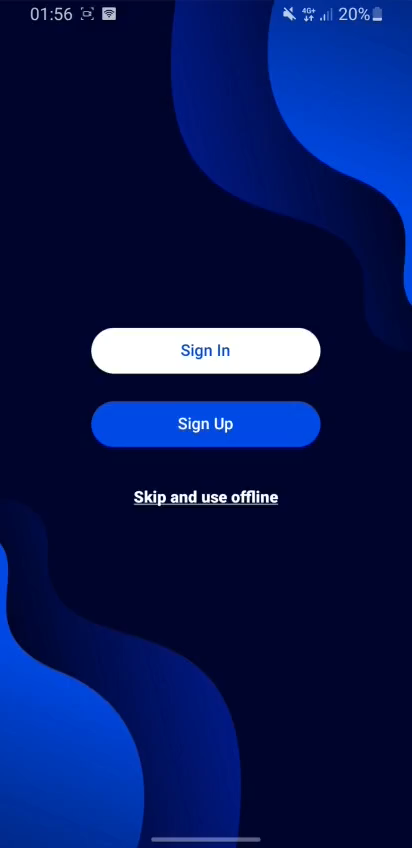 01:56 4G+ 20%
Sign In
Sign Up
Skip and use offline